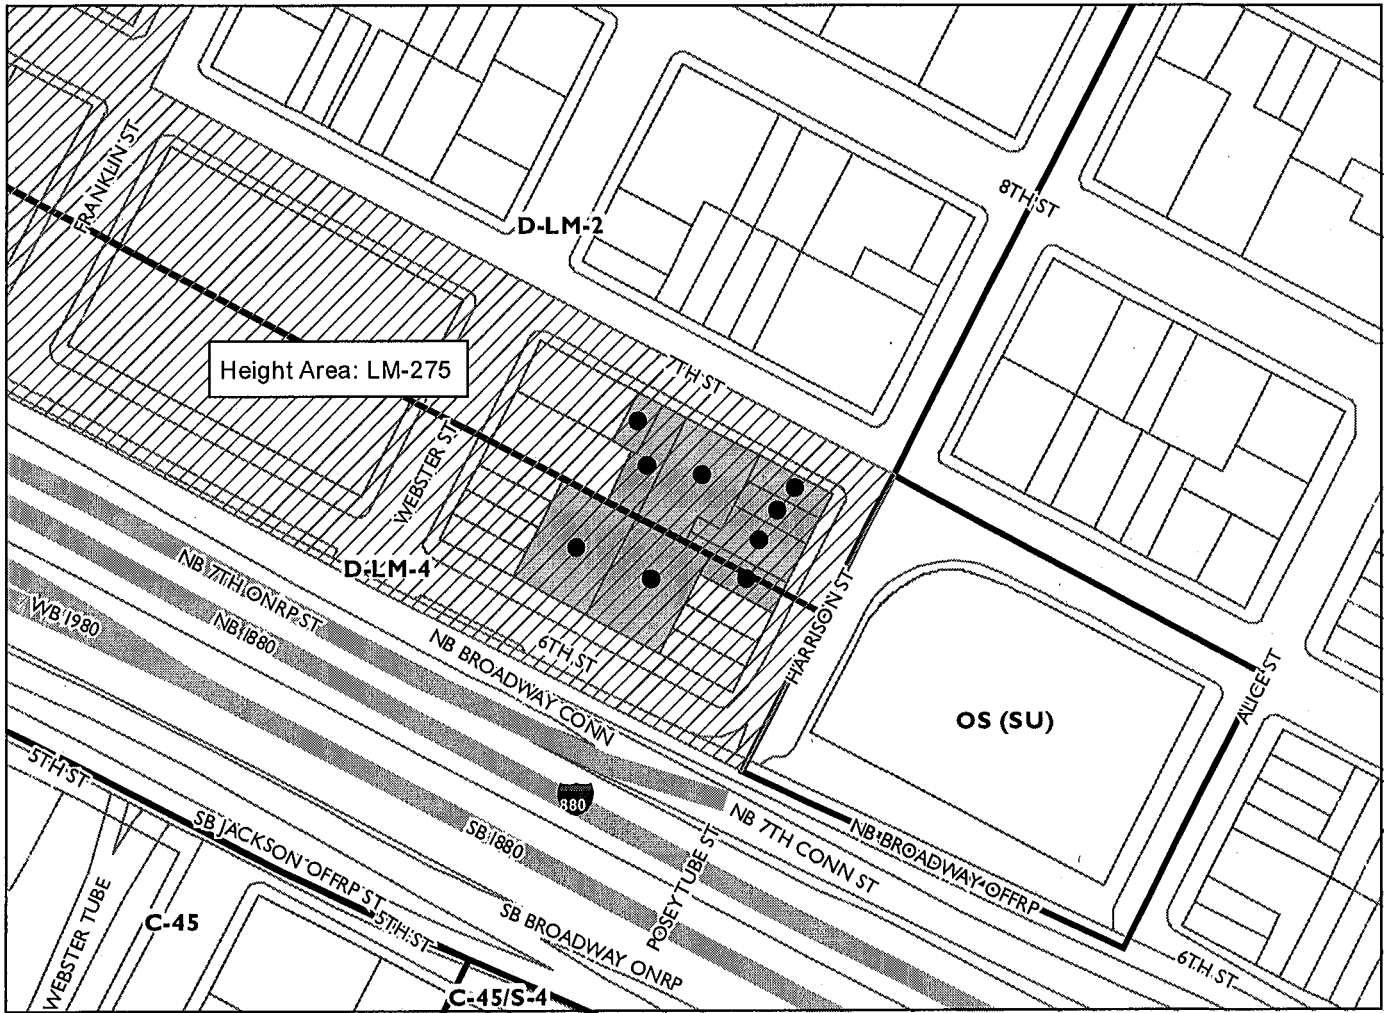 FRANKLIN ST
8TH ST
D-LM-2
7TH ST
Height Area: LM-275
WEBSTER ST
D-LM-4
NB 7TH ONRP ST
NB I880
WB I980
NB BROADWAY CONN
6TH ST
HARRISON ST
OS (SU)
ALICE ST
5TH ST
880
NB 7TH CONN ST
NB BROADWAY OFFRP
SB JACKSON OFFRP ST
SB I880
POSEY TUBE ST
5TH ST
SB BROADWAY ONRP
WEBSTER TUBE
C-45
C-45/S-4
6TH ST